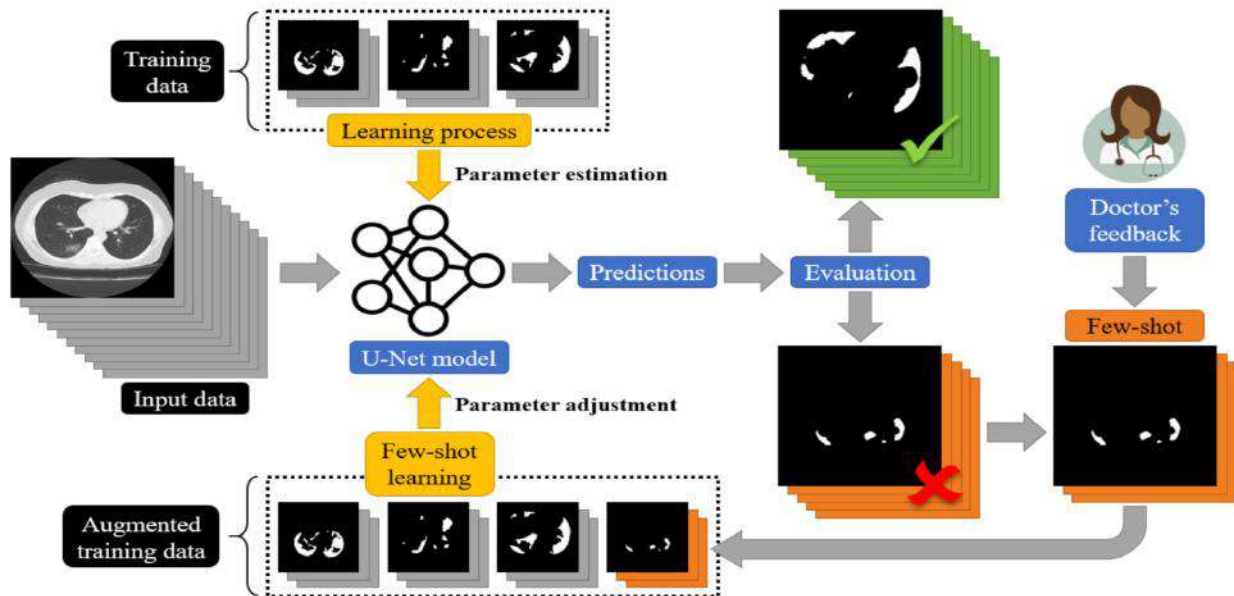 Training
data
Learning process
Parameter estimation
Doctor's
feedback
Predictions
Evaluation
Few-shot
U-Net model
Input data
Parameter adjustment
Few-shot
learning
Augmented
training data